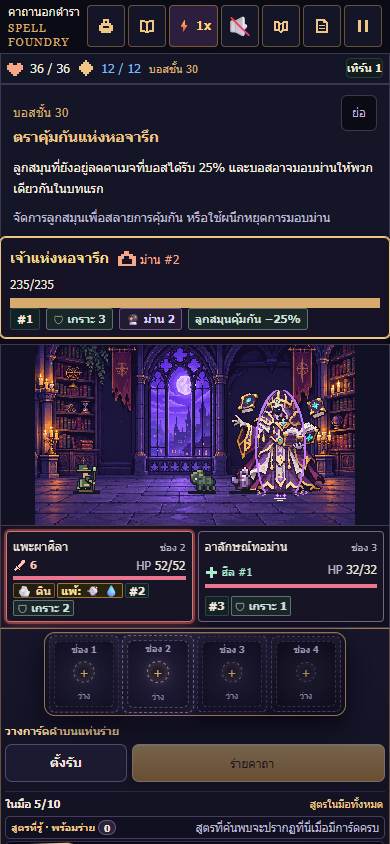 คาถานอกตำรา
SPELL
FOUNDRY
1x
36 / 36 12 / 12 บอสชั้น 30 เทิร์น 1
บอสชั้น 30 ย่อ
ตราคุ้มกันแห่งหอจารึก
ลูกสมุนที่ยังอยู่ลดดาเมจที่บอสได้รับ 25% และบอสอาจมอบม่านให้พวก
เดียวกันในบทแรก
จัดการลูกสมุนเพื่อสลายการคุ้มกัน หรือใช้ผนึกหยุดการมอบม่าน
เจ้าแห่งหอจารึก ม่าน #2
235/235
#1 เกราะ 3 ม่าน 2 ลูกสมุนคุ้มกัน −25%
แพะผาศิลา ช่อง 2
6 HP 52/52
ดิน แพ้: #2
เกราะ 2
อาลักษณ์ทอม่าน ช่อง 3
ฮีล #1 HP 32/32
#3 เกราะ 1
ช่อง 1 ช่อง 2 ช่อง 3 ช่อง 4
+ + + +
วาง วาง วาง วาง
วางการ์ดคำบนแท่นร่าย
ตั้งรับ ร่ายคาถา
ในมือ 5/10 สูตรในมือทั้งหมด
สูตรที่รู้ · พร้อมร่าย 0 สูตรที่ค้นพบจะปรากฏที่นี่เมื่อมีการ์ดครบ